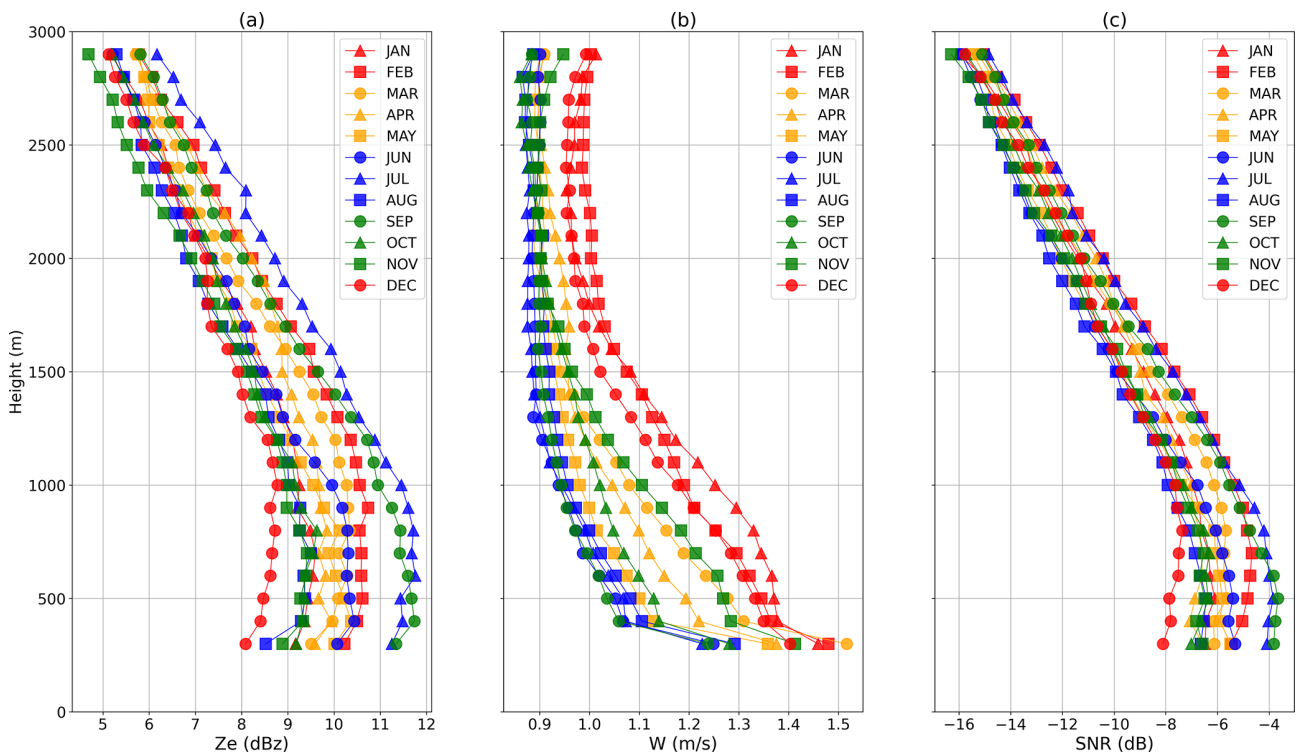 (a)
(b)
(c)
3000
2500
2000
1500
1000
500
0
Height (m)
JAN
FEB
MAR
APR
MAY
JUN
JUL
AUG
SEP
OCT
NOV
DEC
5 6 7 8 9 10 11 12
Ze (dBz)
JAN
FEB
MAR
APR
MAY
JUN
JUL
AUG
SEP
OCT
NOV
DEC
0.9 1.0 1.1 1.2 1.3 1.4 1.5
W (m/s)
JAN
FEB
MAR
APR
MAY
JUN
JUL
AUG
SEP
OCT
NOV
DEC
−16 −14 −12 −10 −8 −6 −4
SNR (dB)